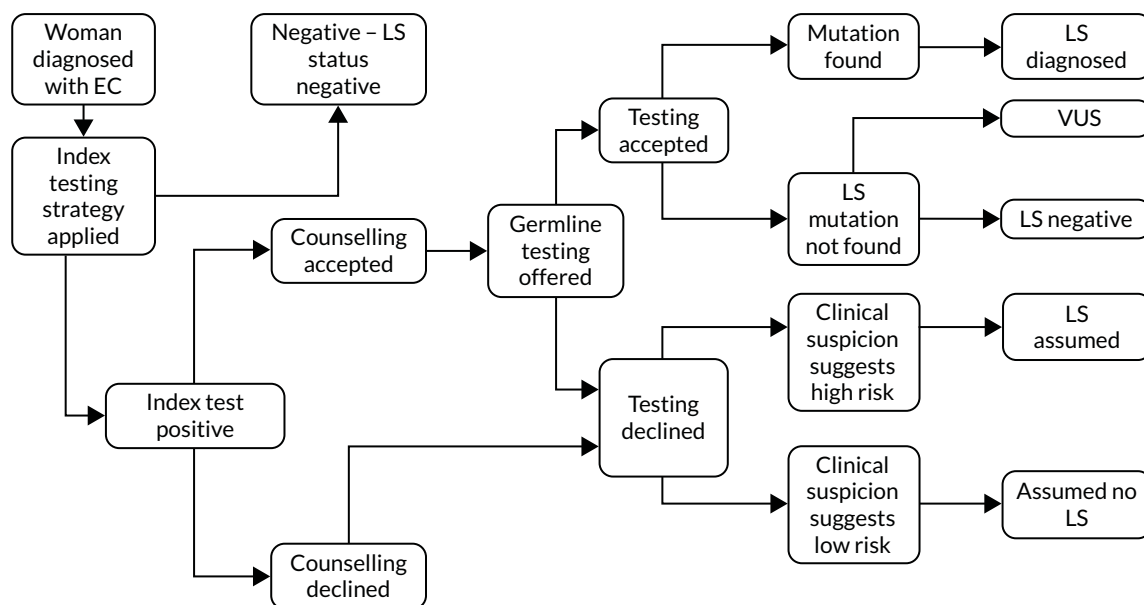 Woman
diagnosed
with EC
Negative – LS
status
negative
Index
testing
strategy
applied
Index test
positive
Counselling
accepted
Counselling
declined
Germline
testing
offered
Testing
accepted
Testing
declined
Mutation
found
LS
diagnosed
LS
mutation
not found
VUS
LS negative
Clinical
suspicion
suggests
high risk
LS
assumed
Clinical
suspicion
suggests
low risk
Assumed no
LS